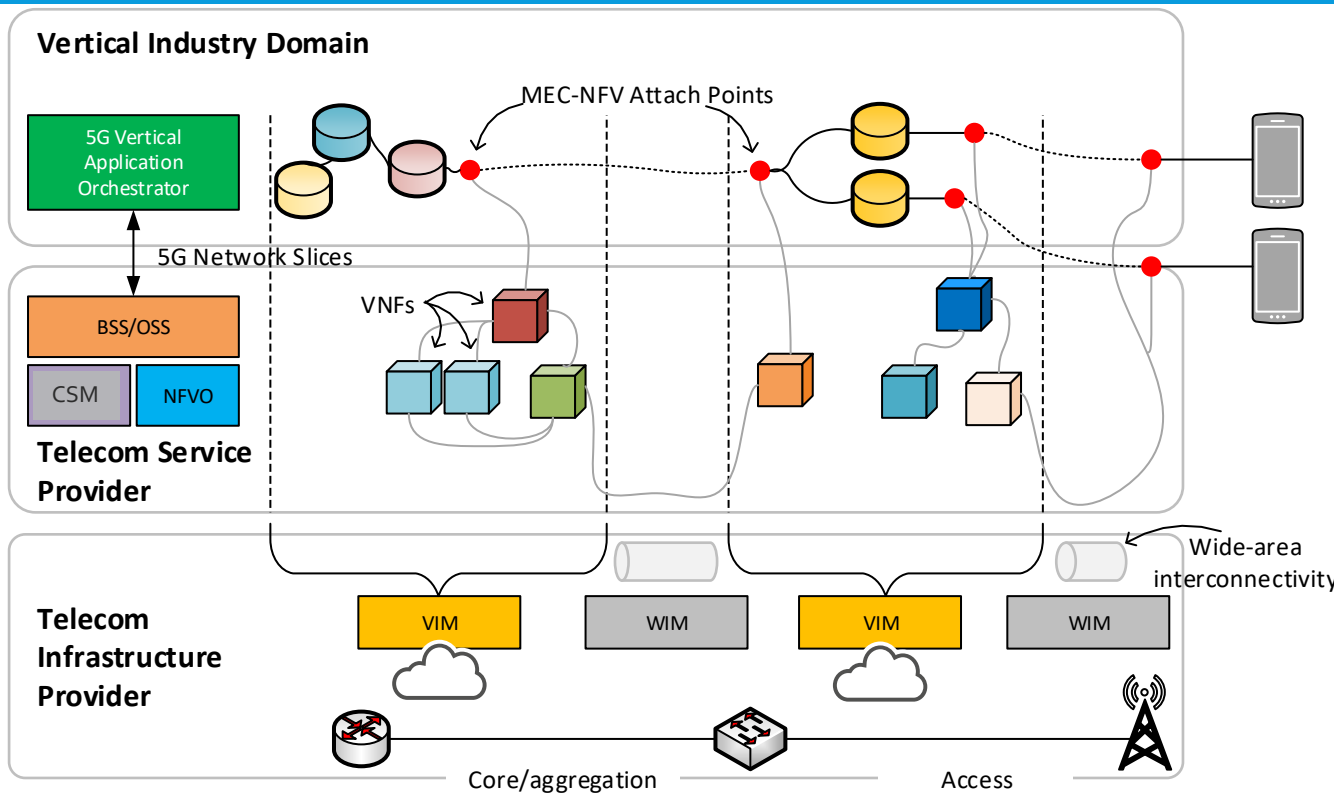 Vertical Industry Domain
MEC-NFV Attach Points
5G Vertical
Application
Orchestrator
5G Network Slices
VNFs
BSS/OSS
CSM
NFVO
Telecom Service
Provider
Wide-area
interconnectivity
VIM
WIM
VIM
WIM
Telecom
Infrastructure
Provider
Core/aggregation
Access